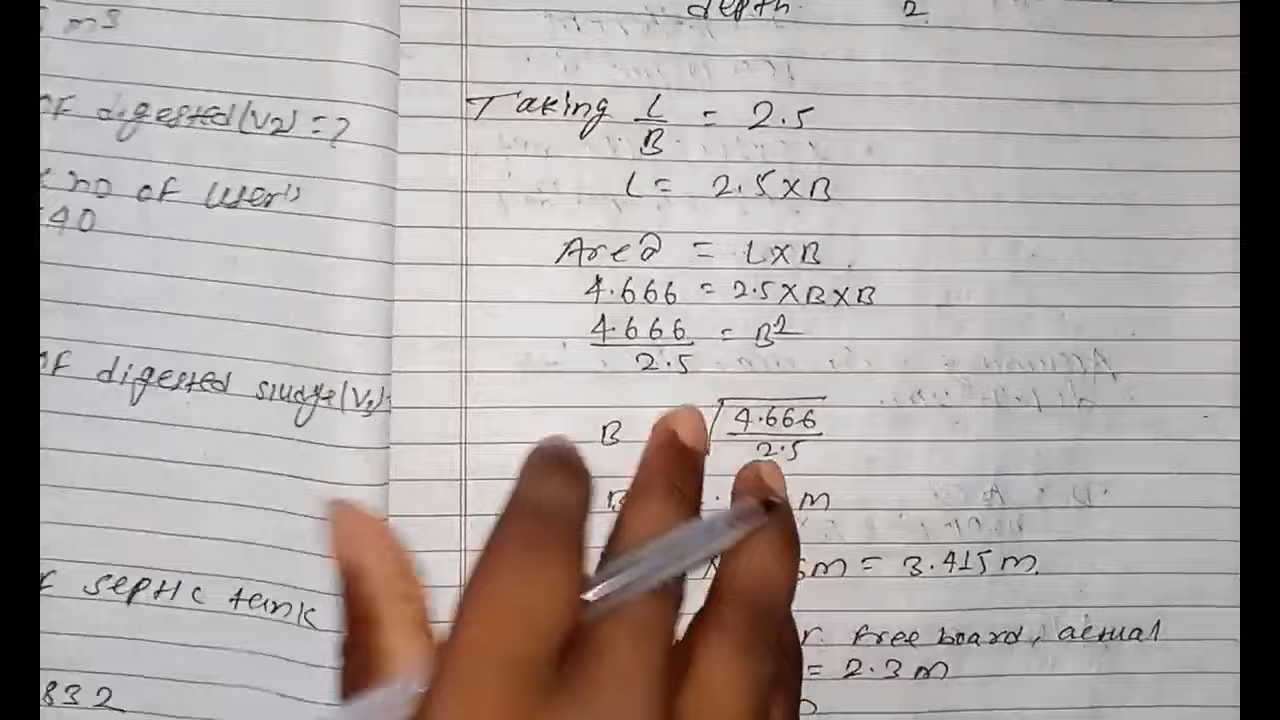 m3
of digested (V2) = ?
no of users
40
of digested sludge (V2)
septic tank
832
depth. 2
Taking L/B = 2.5
L = 2.5 x B
Area = L x B
4.666 = 2.5 x B x B
4.666/2.5 = B2
B √4.666/2.5
m
m = 3.415 m.
free board, actual
= 2.3 m